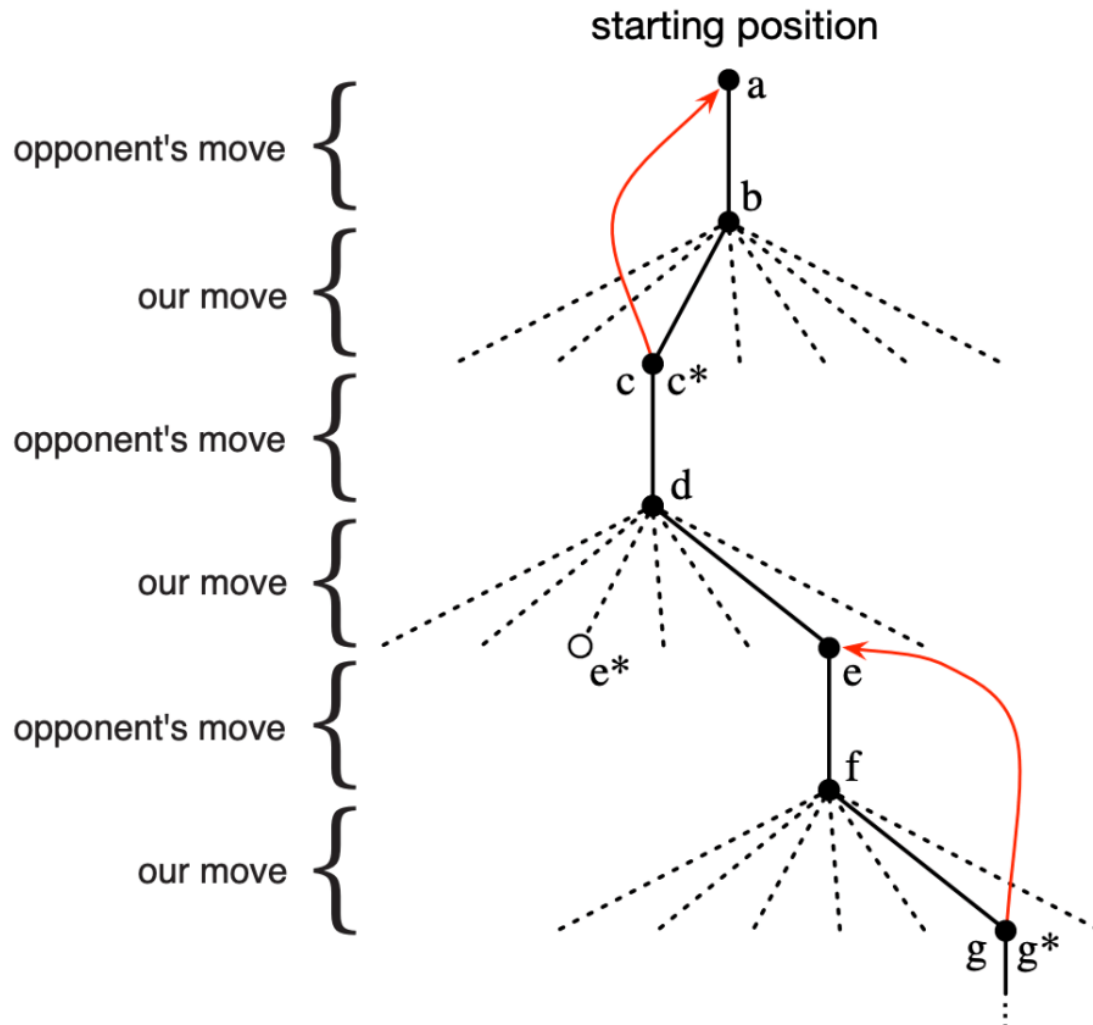 starting position
a
opponent's move
b
our move
c c*
opponent's move
d
our move
e*
e
opponent's move
f
our move
g g*